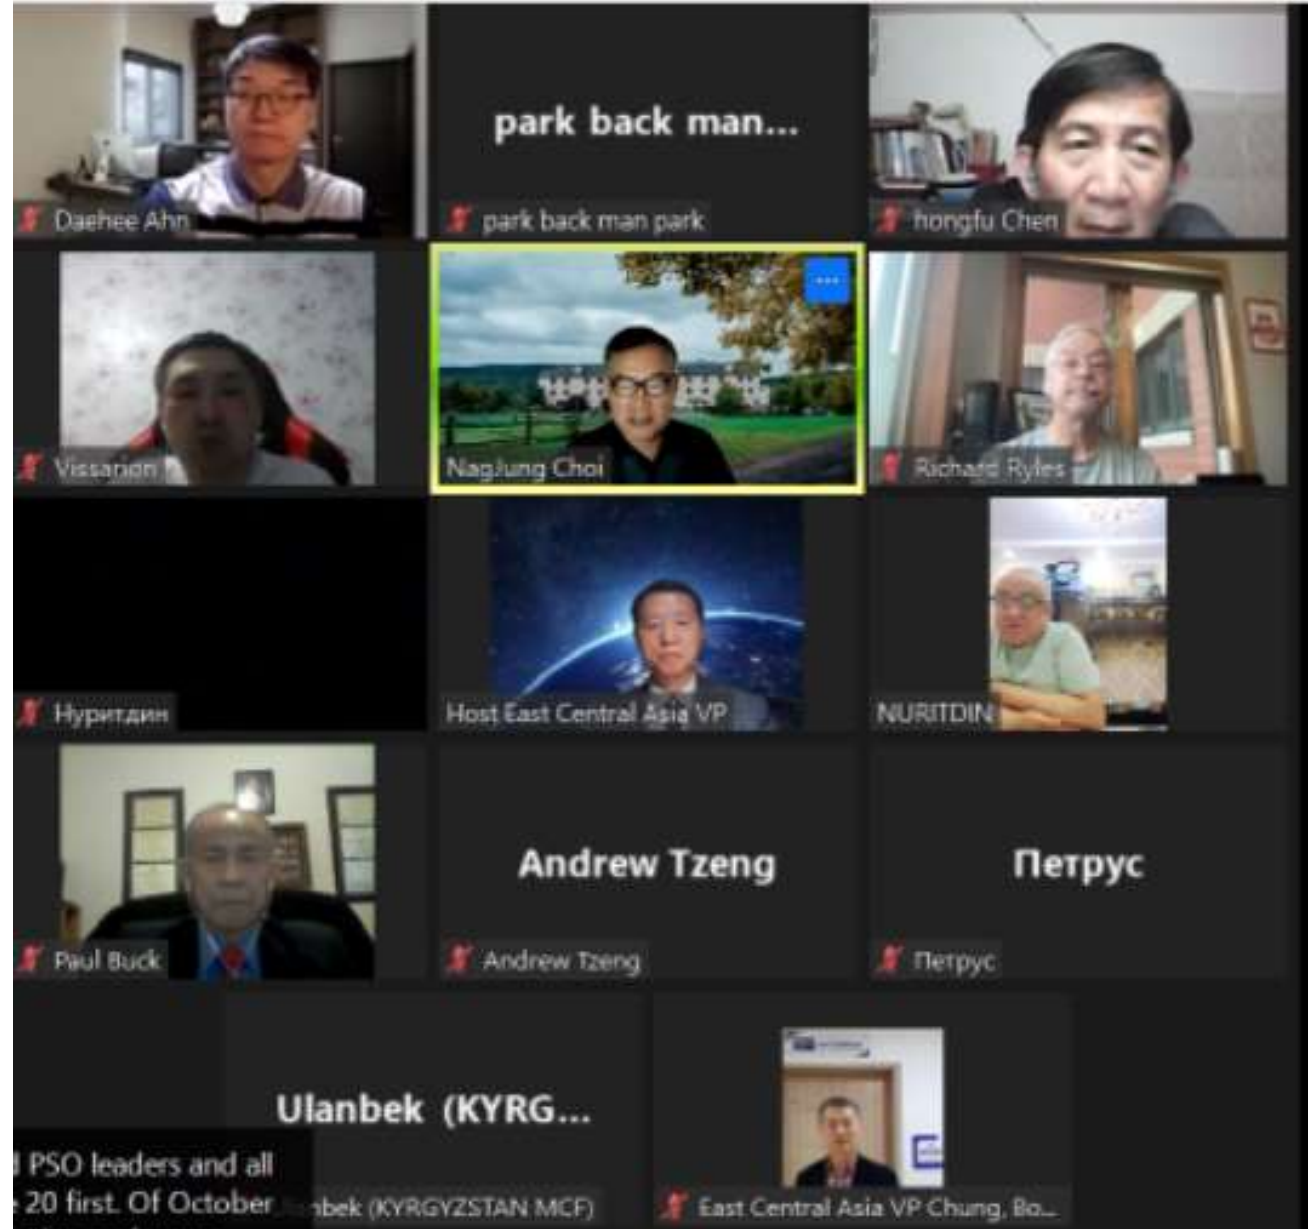 park back man...
Daehee Ahn
park back man park
hongfu Chen
Vissarion
NagJung Choi
Richard Ryles
Нуритдин
Host East Central Asia VP
NURITDIN
Andrew Tzeng
Петрус
Paul Buck
Andrew Tzeng
Петрус
Ulanbek (KYRG...
PSO leaders and all
20 first. Of October
(KYRGYZSTAN MCF)
East Central Asia VP Chung, Bo...